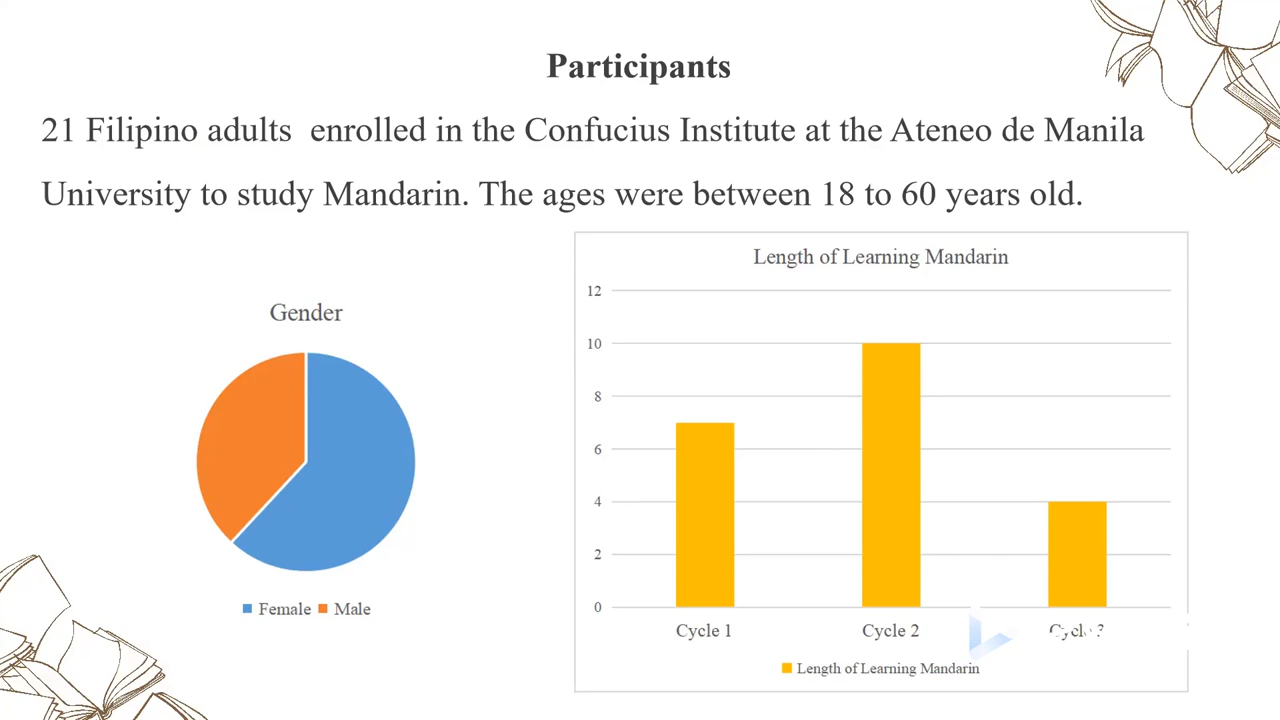 Participants
21 Filipino adults enrolled in the Confucius Institute at the Ateneo de Manila
University to study Mandarin. The ages were between 18 to 60 years old.
Gender
Female Male
Length of Learning Mandarin
12
10
8
6
4
2
0
Cycle 1 Cycle 2 Cycle 3
Length of Learning Mandarin